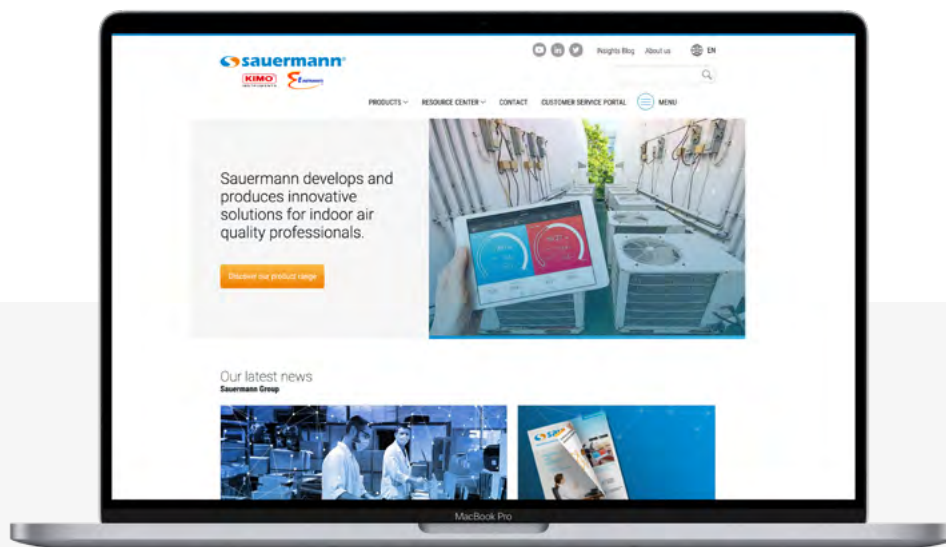 sauermann®
KIMO
INSTRUMENTS
Insights Blog About us EN
PRODUCTS RESOURCE CENTER CONTACT CUSTOMER SERVICE PORTAL MENU
Sauermann develops and
produces innovative
solutions for indoor air
quality professionals.
Discover our product range
Our latest news
Sauermann Group
MacBook Pro